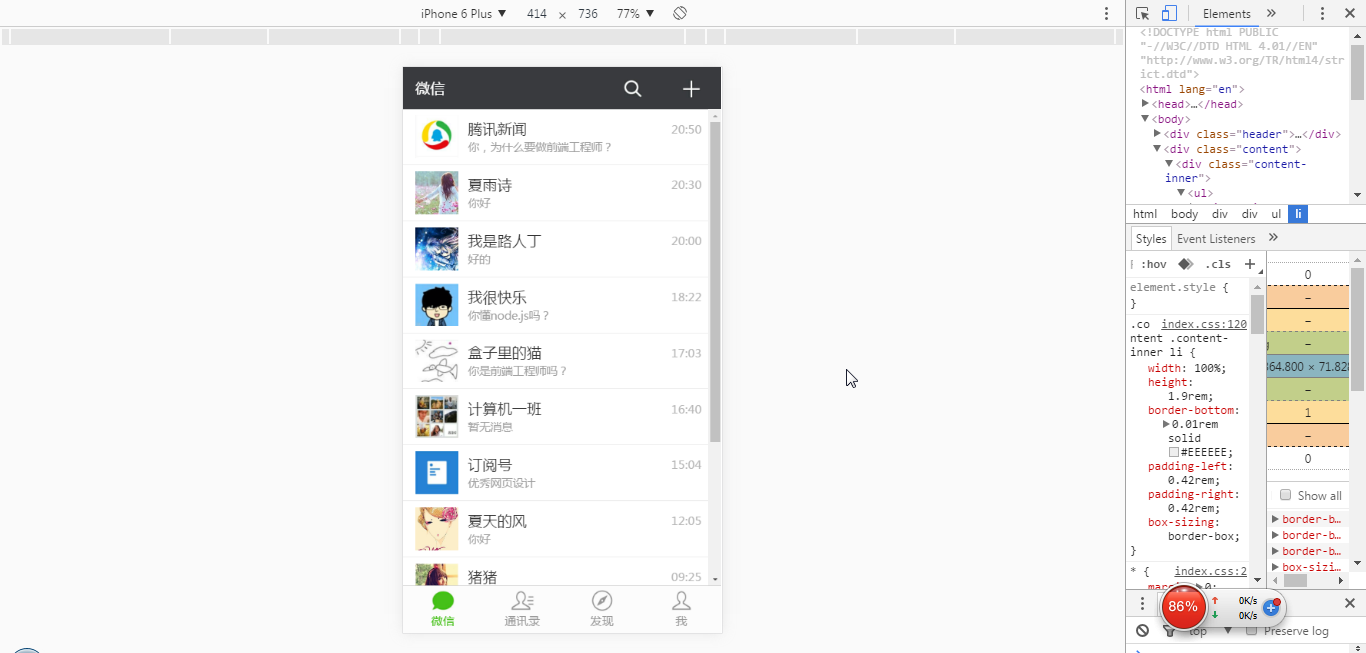 iPhone 6 Plus ▼ 414 × 736 77% ▼
微信
腾讯新闻 20:50
你，为什么要做前端工程师？
夏雨诗 20:30
你好
我是路人丁 20:00
好的
我很快乐 18:22
你懂node.js吗？
盒子里的猫 17:03
你是前端工程师吗？
计算机一班 16:40
暂无消息
订阅号 15:04
优秀网页设计
夏天的风 12:05
你好
猪猪 09:25
微信 通讯录 发现 我
Elements »
<!DOCTYPE html PUBLIC
"-//W3C//DTD HTML 4.01//EN"
"http://www.w3.org/TR/html4/str
ict.dtd">
<html lang="en">
▶<head>…</head>
▼<body>
▶<div class="header">…</div>
▼<div class="content">
▼<div class="content-
inner">
▼<ul>
html body div div ul li
Styles Event Listeners »
:hov .cls +
element.style {
}
.co index.css:120
ntent .content-
inner li {
width: 100%;
height:
1.9rem;
border-bottom:
▶0.01rem
solid
#EEEEEE;
padding-left:
0.42rem;
padding-right:
0.42rem;
box-sizing:
border-box;
}
* { index.css:2
0
–
–
–
364.800 × 71.828
–
1
–
0
Show all
▶ border-b…
▶ border-b…
▶ border-b…
▶ box-sizi…
86% ↑ 0K/s
↓ 0K/s
top ▼ Preserve log